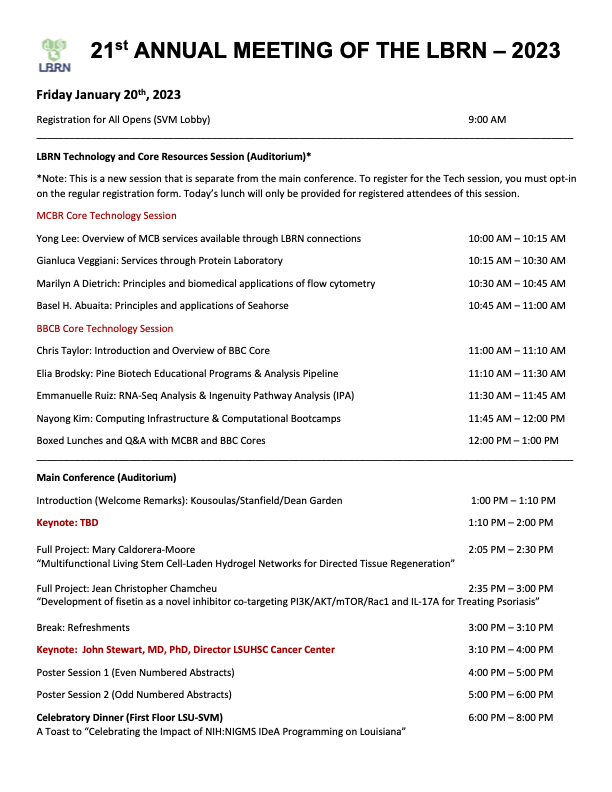 LBRN
21st ANNUAL MEETING OF THE LBRN – 2023
Friday January 20th, 2023
Registration for All Opens (SVM Lobby) 9:00 AM
LBRN Technology and Core Resources Session (Auditorium)*
*Note: This is a new session that is separate from the main conference. To register for the Tech session, you must opt-in
on the regular registration form. Today’s lunch will only be provided for registered attendees of this session.
MCBR Core Technology Session
Yong Lee: Overview of MCB services available through LBRN connections 10:00 AM – 10:15 AM
Gianluca Veggiani: Services through Protein Laboratory 10:15 AM – 10:30 AM
Marilyn A Dietrich: Principles and biomedical applications of flow cytometry 10:30 AM – 10:45 AM
Basel H. Abuaita: Principles and applications of Seahorse 10:45 AM – 11:00 AM
BBCB Core Technology Session
Chris Taylor: Introduction and Overview of BBC Core 11:00 AM – 11:10 AM
Elia Brodsky: Pine Biotech Educational Programs & Analysis Pipeline 11:10 AM – 11:30 AM
Emmanuelle Ruiz: RNA-Seq Analysis & Ingenuity Pathway Analysis (IPA) 11:30 AM – 11:45 AM
Nayong Kim: Computing Infrastructure & Computational Bootcamps 11:45 AM – 12:00 PM
Boxed Lunches and Q&A with MCBR and BBC Cores 12:00 PM – 1:00 PM
Main Conference (Auditorium)
Introduction (Welcome Remarks): Kousoulas/Stanfield/Dean Garden 1:00 PM – 1:10 PM
Keynote: TBD 1:10 PM – 2:00 PM
Full Project: Mary Caldorera-Moore 2:05 PM – 2:30 PM
“Multifunctional Living Stem Cell-Laden Hydrogel Networks for Directed Tissue Regeneration”
Full Project: Jean Christopher Chamcheu 2:35 PM – 3:00 PM
“Development of fisetin as a novel inhibitor co-targeting PI3K/AKT/mTOR/Rac1 and IL-17A for Treating Psoriasis”
Break: Refreshments 3:00 PM – 3:10 PM
Keynote: John Stewart, MD, PhD, Director LSUHSC Cancer Center 3:10 PM – 4:00 PM
Poster Session 1 (Even Numbered Abstracts) 4:00 PM – 5:00 PM
Poster Session 2 (Odd Numbered Abstracts) 5:00 PM – 6:00 PM
Celebratory Dinner (First Floor LSU-SVM) 6:00 PM – 8:00 PM
A Toast to “Celebrating the Impact of NIH:NIGMS IDeA Programming on Louisiana”